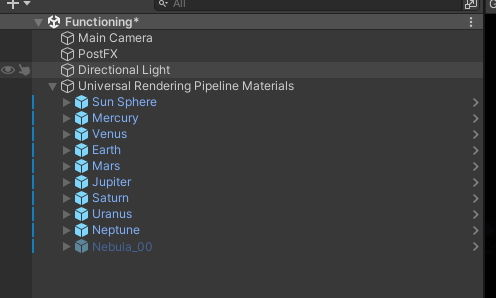 All
Functioning*
Main Camera
PostFX
Directional Light
Universal Rendering Pipeline Materials
Sun Sphere
Mercury
Venus
Earth
Mars
Jupiter
Saturn
Uranus
Neptune
Nebula_00